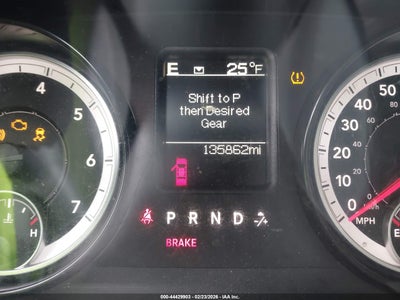 E 25°F
Shift to P
then Desired
Gear
135862mi
7
6
5
4
H
60
50
40
30
20
10
0
MPH
E
P R N D
BRAKE
000-44429903 - 02/23/2026 - IAA Inc.